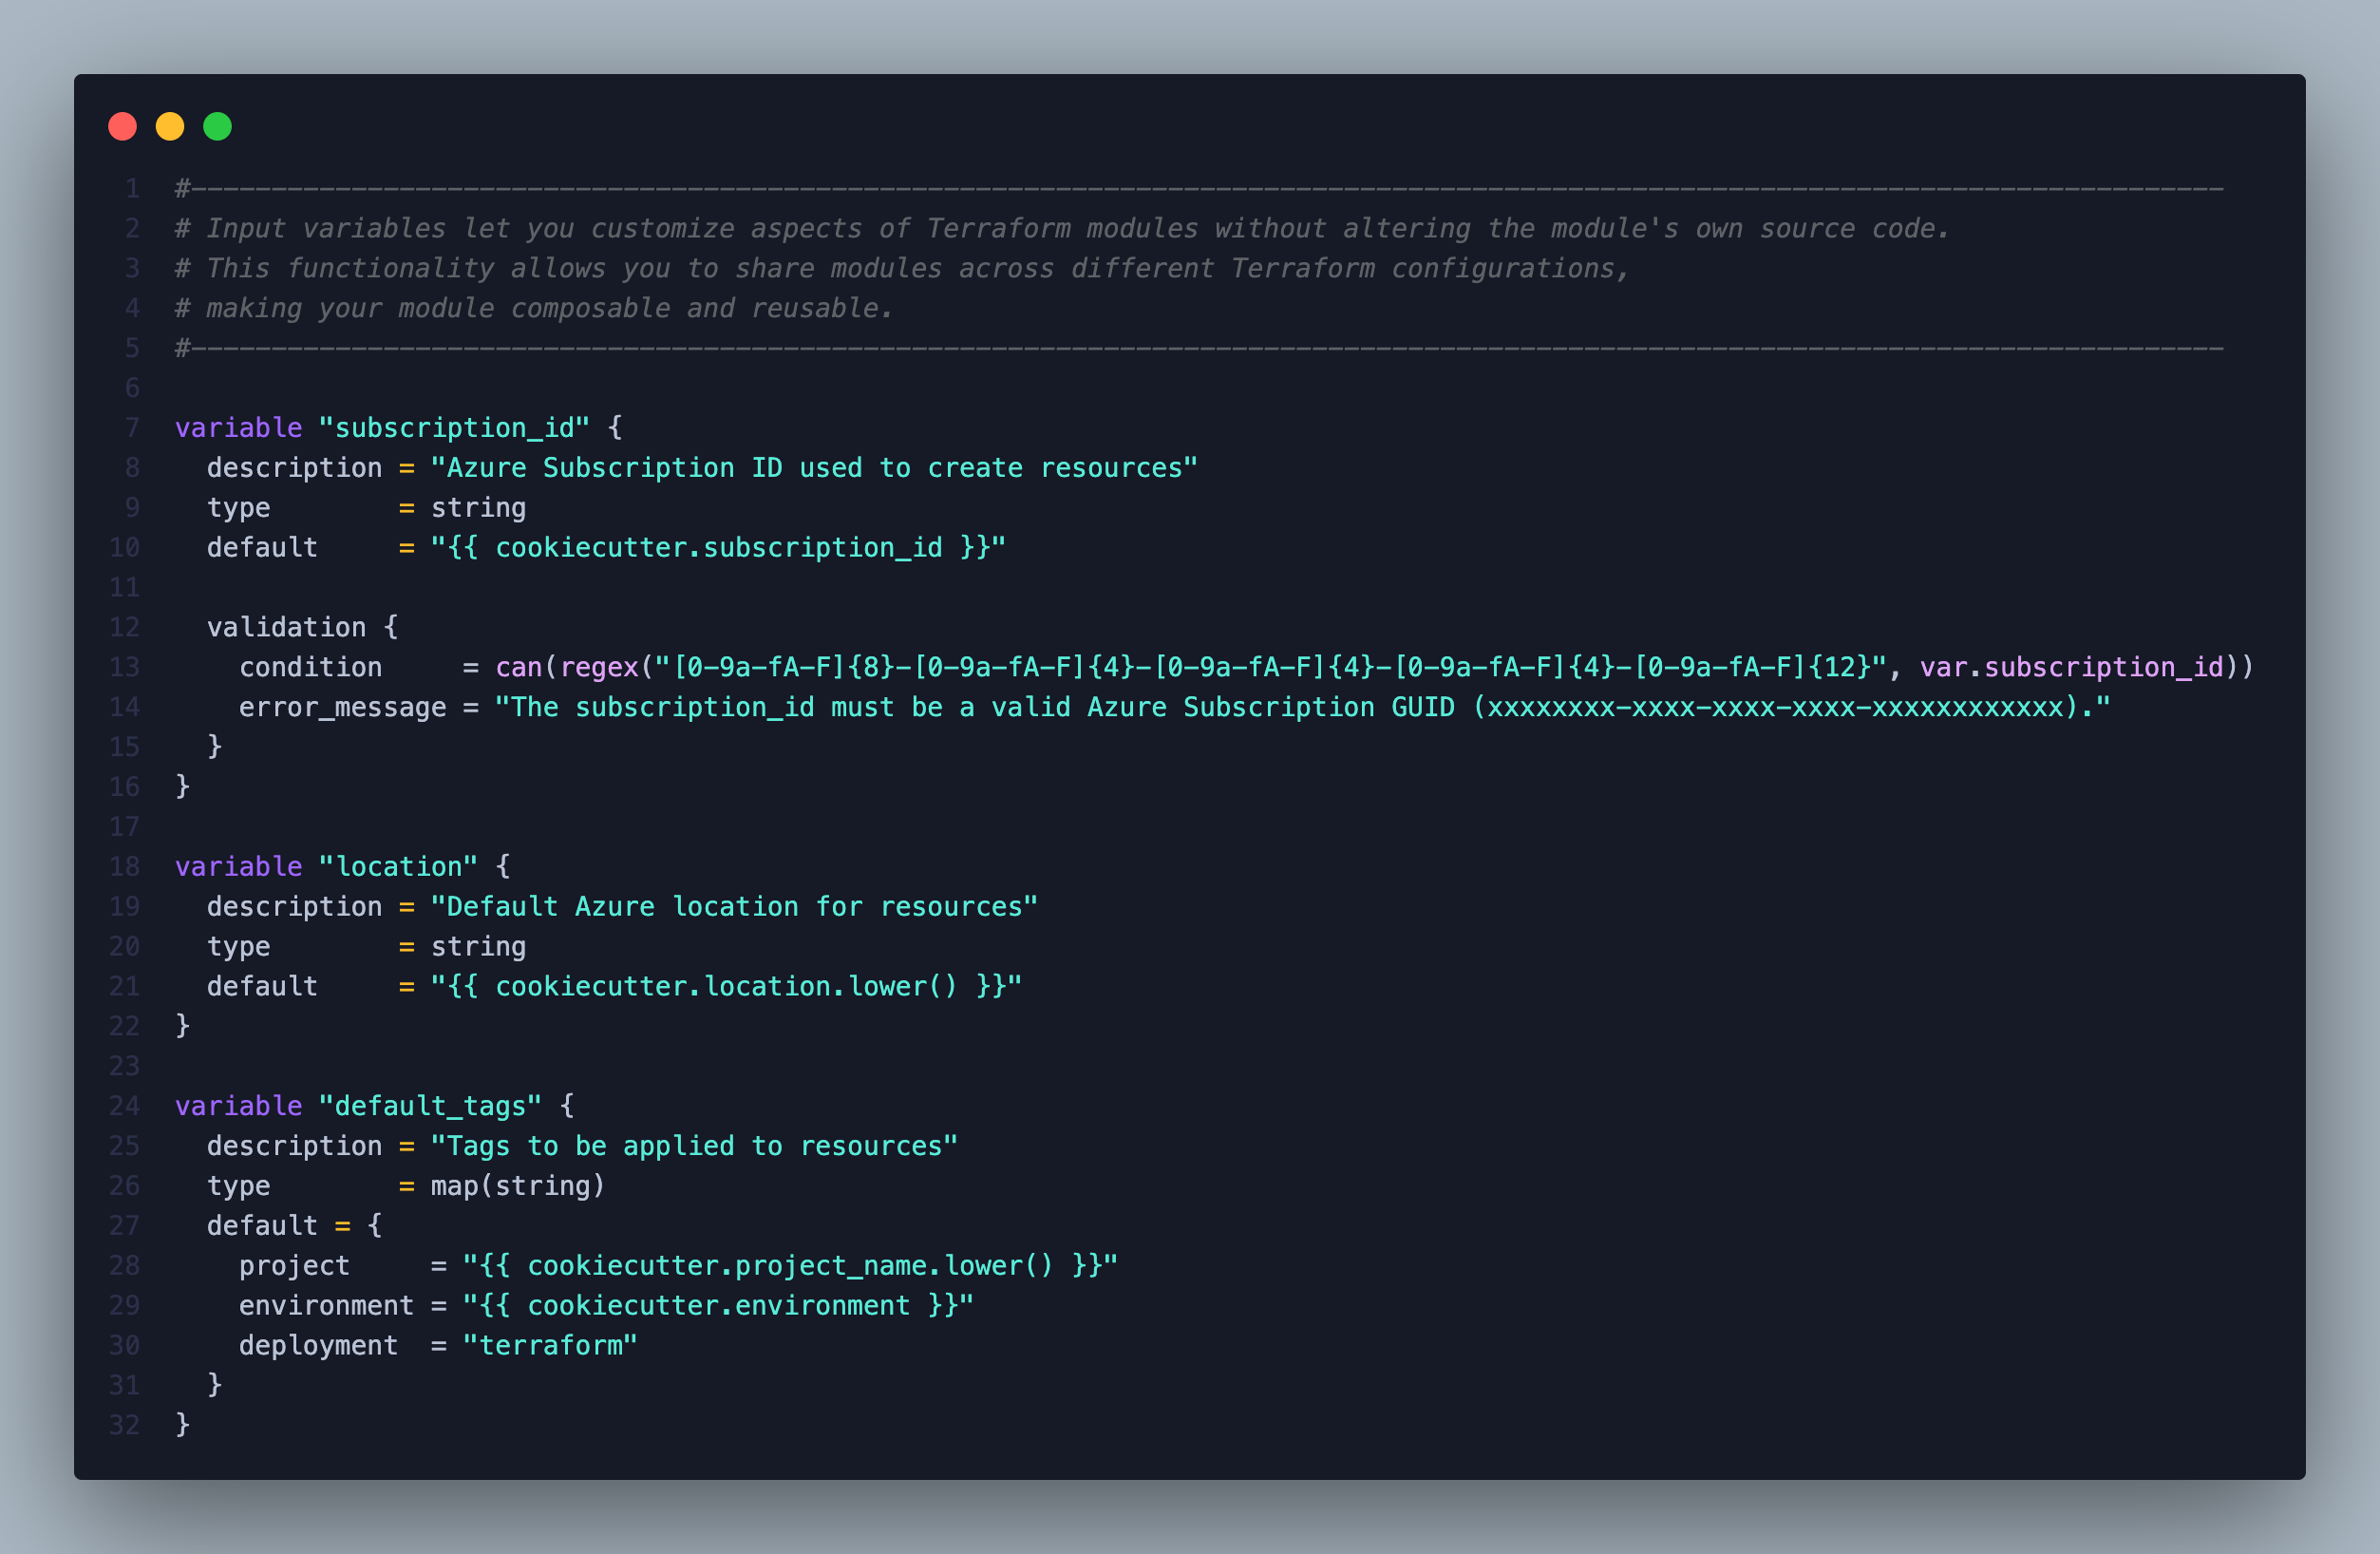 1 #-------------------------------------------------------------------------------------------------------------------------------
2 # Input variables let you customize aspects of Terraform modules without altering the module's own source code.
3 # This functionality allows you to share modules across different Terraform configurations,
4 # making your module composable and reusable.
5 #-------------------------------------------------------------------------------------------------------------------------------
6
7 variable "subscription_id" {
8   description = "Azure Subscription ID used to create resources"
9   type        = string
10   default     = "{{ cookiecutter.subscription_id }}"
11
12   validation {
13     condition     = can(regex("[0-9a-fA-F]{8}-[0-9a-fA-F]{4}-[0-9a-fA-F]{4}-[0-9a-fA-F]{4}-[0-9a-fA-F]{12}", var.subscription_id))
14     error_message = "The subscription_id must be a valid Azure Subscription GUID (xxxxxxxx-xxxx-xxxx-xxxx-xxxxxxxxxxxx)."
15   }
16 }
17
18 variable "location" {
19   description = "Default Azure location for resources"
20   type        = string
21   default     = "{{ cookiecutter.location.lower() }}"
22 }
23
24 variable "default_tags" {
25   description = "Tags to be applied to resources"
26   type        = map(string)
27   default = {
28     project     = "{{ cookiecutter.project_name.lower() }}"
29     environment = "{{ cookiecutter.environment }}"
30     deployment  = "terraform"
31   }
32 }